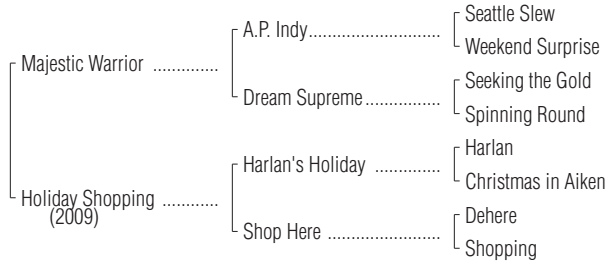 Seattle Slew
A.P. Indy............................
Weekend Surprise
Majestic Warrior ..............
Seeking the Gold
Dream Supreme................
Spinning Round
Harlan
Harlan's Holiday ..............
Christmas in Aiken
Holiday Shopping ............
(2009)
Dehere
Shop Here ........................
Shopping